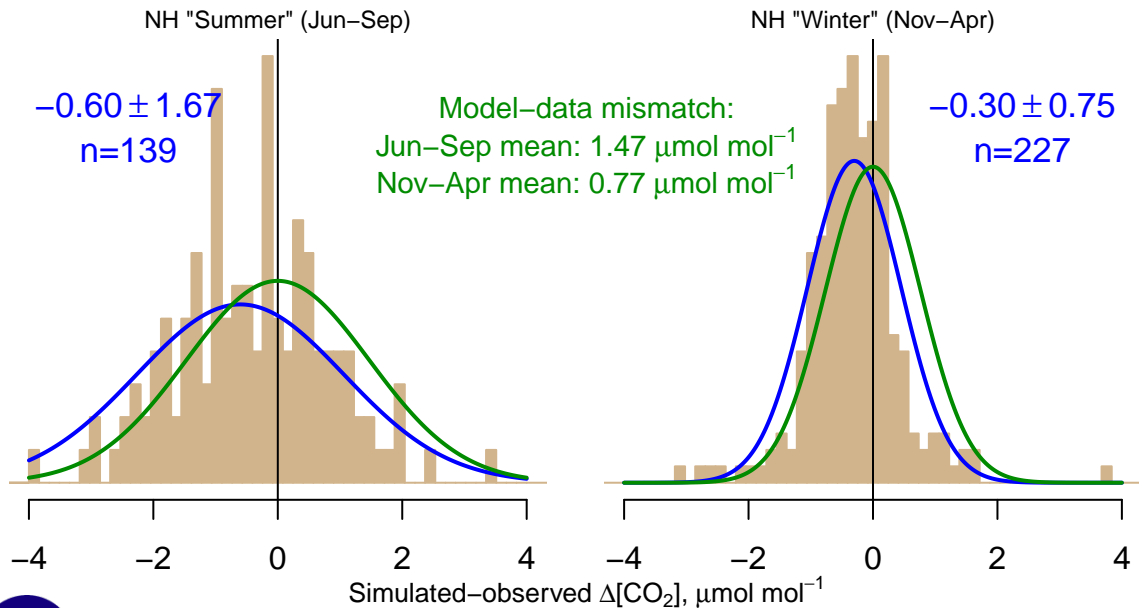 NH "Summer" (Jun−Sep)
NH "Winter" (Nov−Apr)
−0.60 ± 1.67
n=139
Model−data mismatch:
Jun−Sep mean: 1.47 μmol mol⁻¹
Nov−Apr mean: 0.77 μmol mol⁻¹
−0.30 ± 0.75
n=227
−4 −2 0 2 4
−4 −2 0 2 4
Simulated−observed Δ[CO₂], μmol mol⁻¹